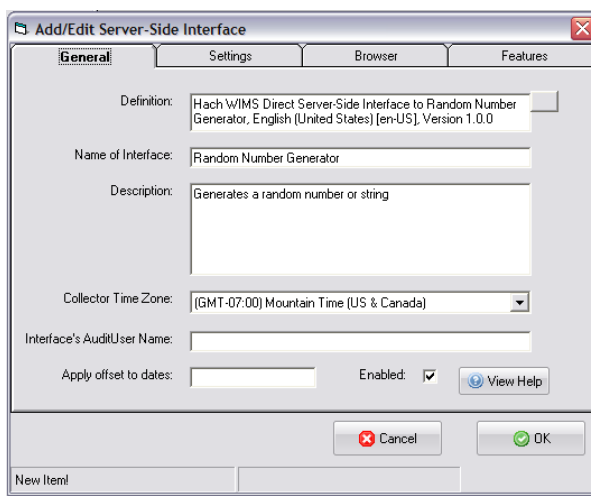 Add/Edit Server-Side Interface
General Settings Browser Features
Definition: Hach WIMS Direct Server-Side Interface to Random Number
Generator, English (United States) [en-US], Version 1.0.0
Name of Interface: Random Number Generator
Description: Generates a random number or string
Collector Time Zone: (GMT-07:00) Mountain Time (US & Canada)
Interface's AuditUser Name:
Apply offset to dates: Enabled: View Help
Cancel OK
New Item!